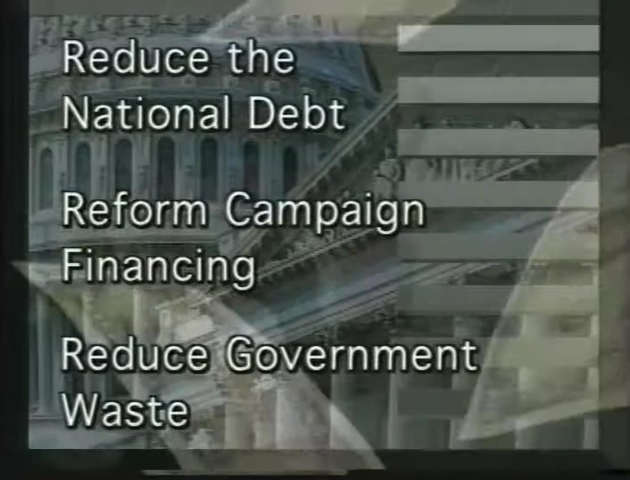 Reduce the
National Debt
Reform Campaign
Financing
Reduce Government
Waste